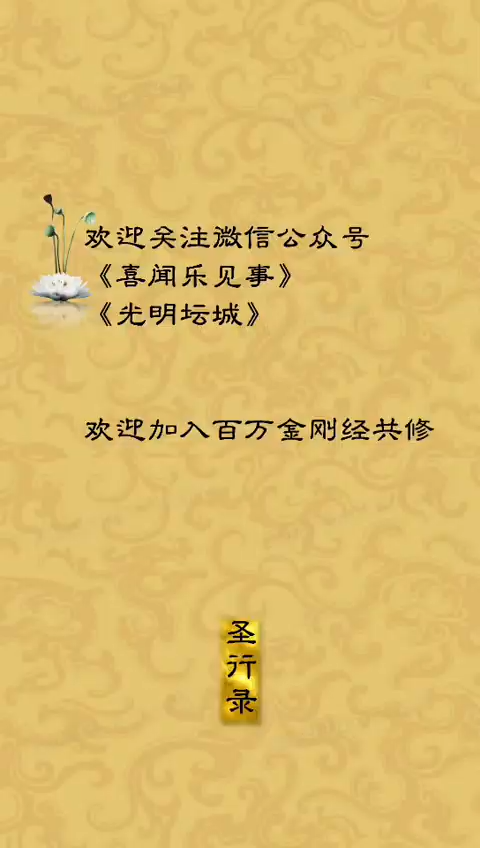 欢迎关注微信公众号
《喜闻乐见事》
《光明坛城》
欢迎加入百万金刚经共修
圣行录